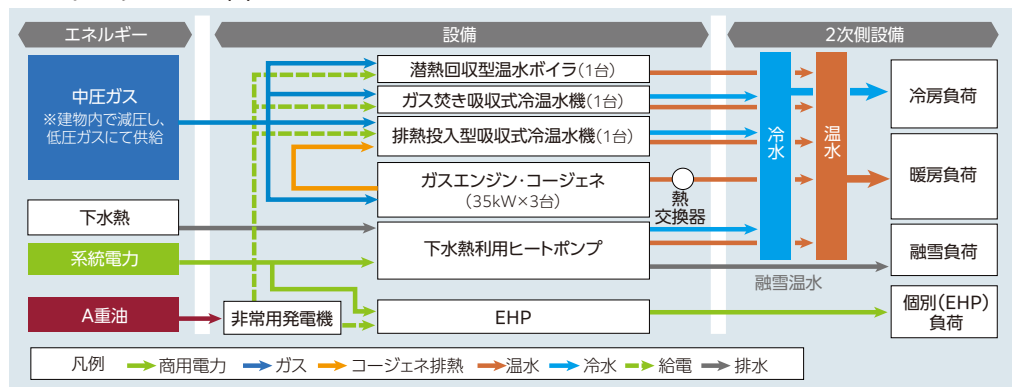 エネルギー
設備
2次側設備
中圧ガス
※建物内で減圧し、
低圧ガスにて供給
下水熱
系統電力
A重油
非常用発電機
潜熱回収型温水ボイラ(1台)
ガス焚き吸収式冷温水機(1台)
排熱投入型吸収式冷温水機(1台)
ガスエンジン・コージェネ
(35kW×3台)
熱
交換器
下水熱利用ヒートポンプ
EHP
冷水
温水
融雪温水
冷房負荷
暖房負荷
融雪負荷
個別(EHP)
負荷
凡例 商用電力 ガス コージェネ排熱 温水 冷水 給電 排水